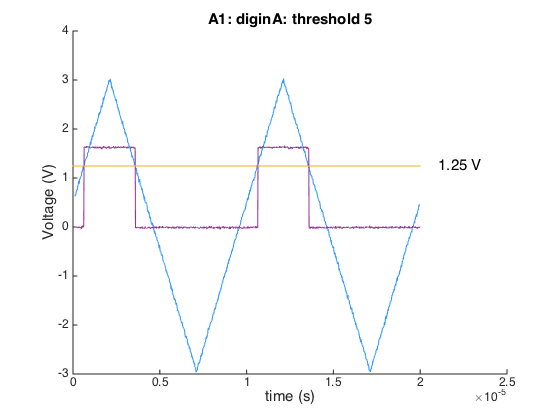 A1: diginA: threshold 5
4
3
2
1
0
-1
-2
-3
Voltage (V)
1.25 V
0 0.5 1 1.5 2 2.5
time (s)
×10⁻⁵